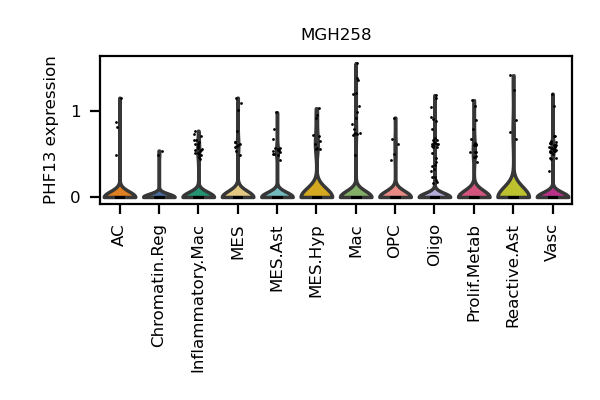 MGH258
PHF13 expression
1
0
AC
Chromatin.Reg
Inflammatory.Mac
MES
MES.Ast
MES.Hyp
Mac
OPC
Oligo
Prolif.Metab
Reactive.Ast
Vasc